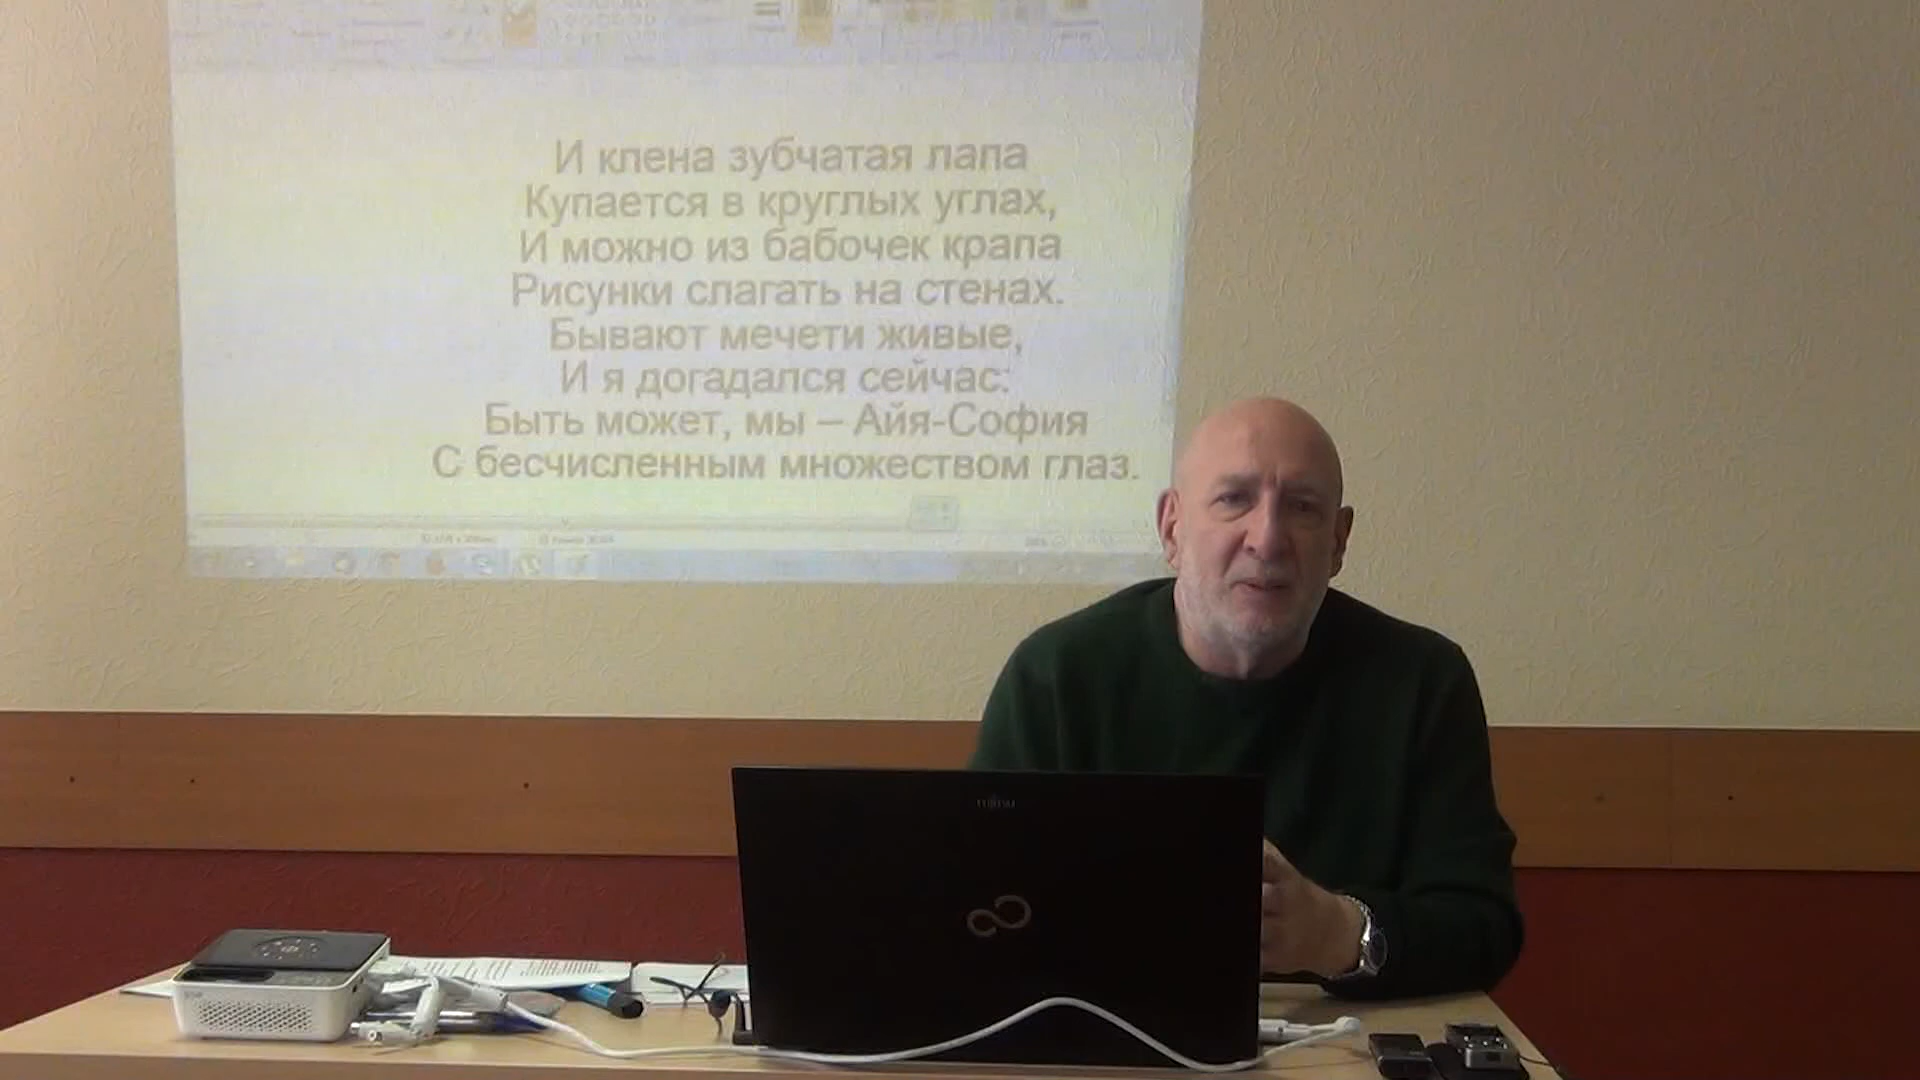 И клена зубчатая лапа
Купается в круглых углах,
И можно из бабочек крапа
Рисунки слагать на стенах.
Бывают мечети живые,
И я догадался сейчас:
Быть может, мы – Айя-София
С бесчисленным множеством глаз.
FUJITSU